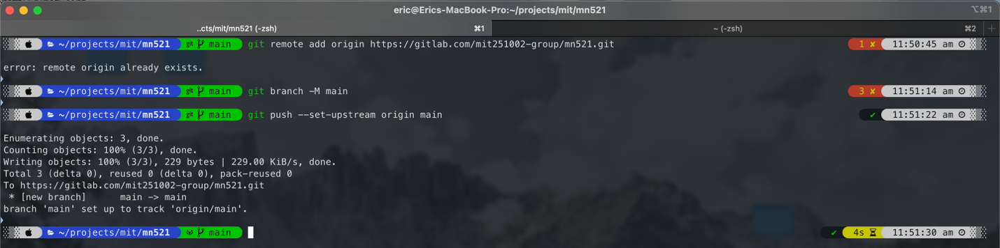 eric@Erics-MacBook-Pro:~/projects/mit/mn521
⌥⌘1
..cts/mit/mn521 (-zsh) ⌘1 ~ (-zsh) ⌘2 +
~/projects/mit/mn521 git main git remote add origin https://gitlab.com/mit251002-group/mn521.git 1 ✘ 11:50:45 am
error: remote origin already exists.
~/projects/mit/mn521 git main git branch -M main 3 ✘ 11:51:14 am
~/projects/mit/mn521 git main git push --set-upstream origin main ✔ 11:51:22 am
Enumerating objects: 3, done.
Counting objects: 100% (3/3), done.
Writing objects: 100% (3/3), 229 bytes | 229.00 KiB/s, done.
Total 3 (delta 0), reused 0 (delta 0), pack-reused 0
To https://gitlab.com/mit251002-group/mn521.git
* [new branch] main -> main
branch 'main' set up to track 'origin/main'.
~/projects/mit/mn521 main ✔ 4s 11:51:30 am